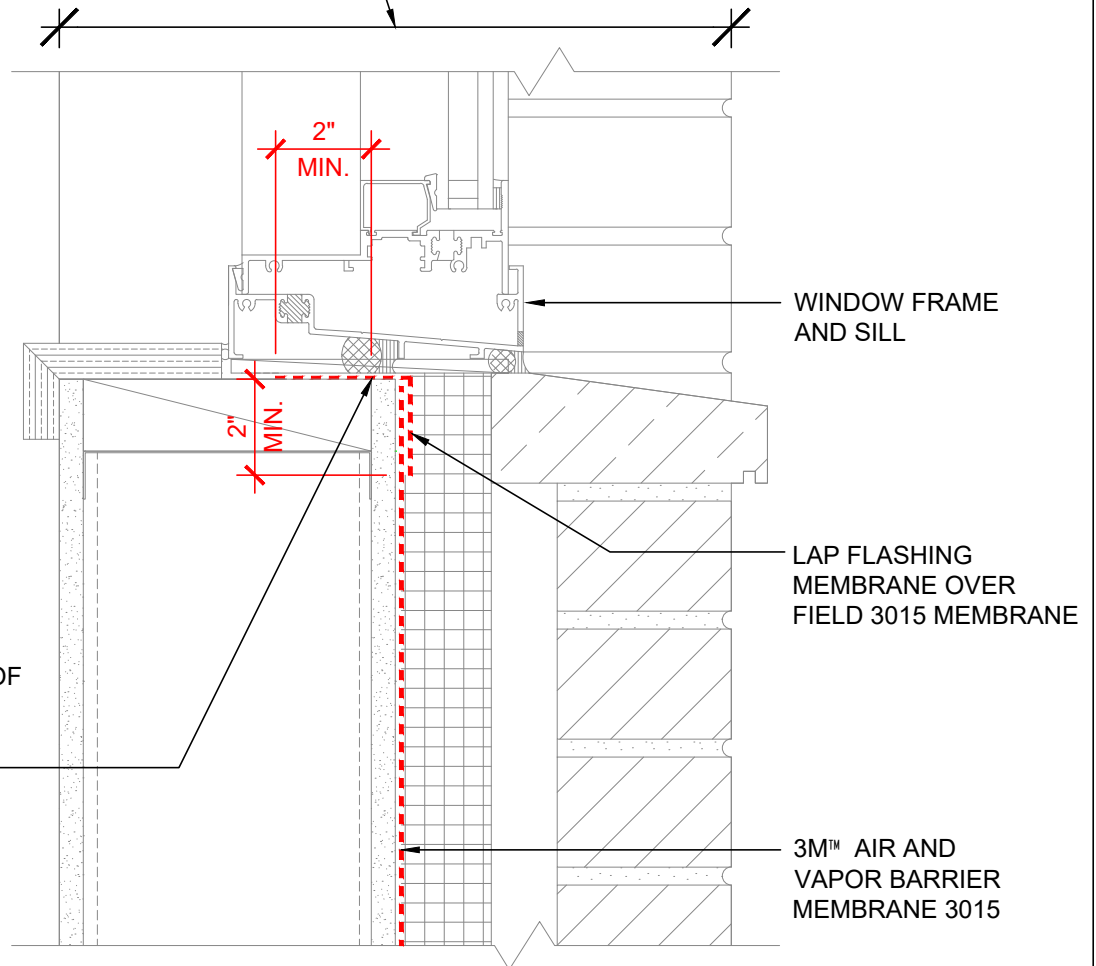 2"
MIN.
WINDOW FRAME
AND SILL
2"
MIN.
LAP FLASHING
MEMBRANE OVER
FIELD 3015 MEMBRANE
OF
3M™ AIR AND
VAPOR BARRIER
MEMBRANE 3015